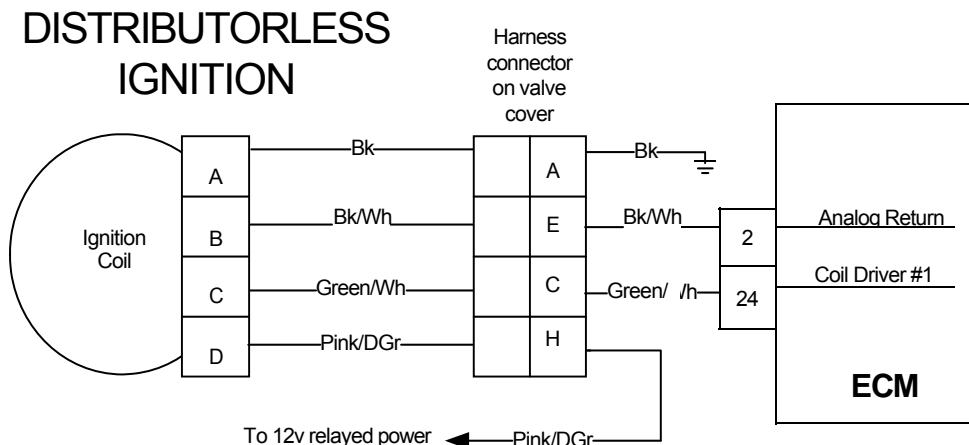 DISTRIBUTORLESS
IGNITION
Harness
connector
on valve
cover
Ignition
Coil
A
B
C
D
Bk
Bk/Wh
Green/Wh
Pink/DGr
A
E
C
H
Bk
Bk/Wh
Green/
2
24
Analog Return
Coil Driver #1
ECM
To 12v relayed power
Pink/DGr